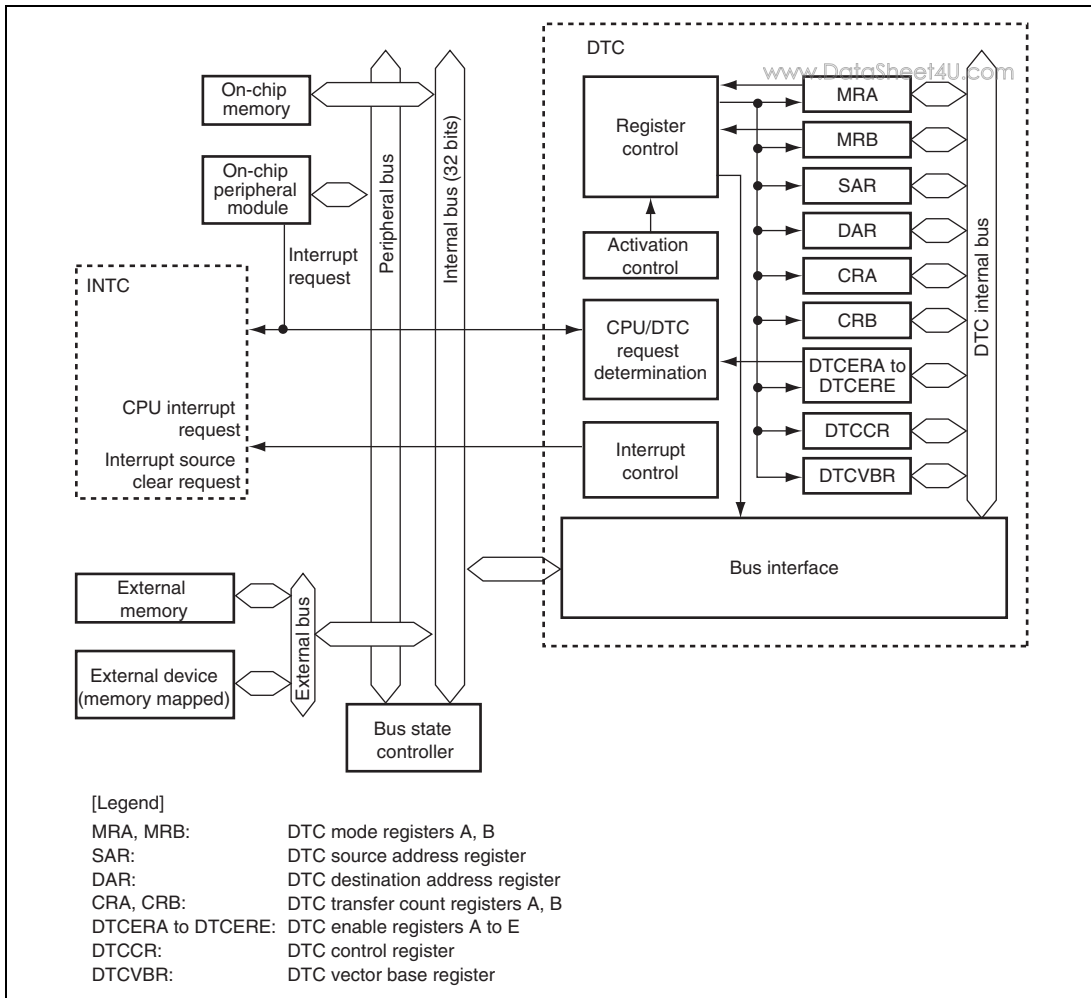 DTC
www.DataSheet4U.com
On-chip
memory
On-chip
peripheral
module
Interrupt
request
Peripheral bus
Internal bus (32 bits)
Register
control
Activation
control
CPU/DTC
request
determination
Interrupt
control
MRA
MRB
SAR
DAR
CRA
CRB
DTCERA to
DTCERE
DTCCR
DTCVBR
DTC internal bus
INTC
CPU interrupt
request
Interrupt source
clear request
Bus interface
External
memory
External device
(memory mapped)
External bus
Bus state
controller
[Legend]
MRA, MRB: DTC mode registers A, B
SAR: DTC source address register
DAR: DTC destination address register
CRA, CRB: DTC transfer count registers A, B
DTCERA to DTCERE: DTC enable registers A to E
DTCCR: DTC control register
DTCVBR: DTC vector base register